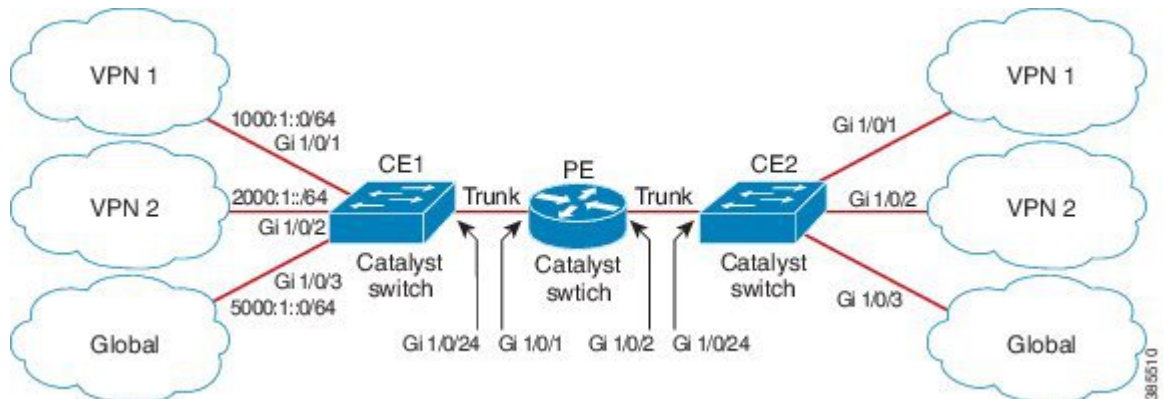 VPN 1
1000:1::0/64
Gi 1/0/1
VPN 2
2000:1::/64
Gi 1/0/2
Global
Gi 1/0/3
5000:1::0/64
CE1
Catalyst
switch
Trunk
PE
Catalyst
swtich
Trunk
CE2
Catalyst
switch
Gi 1/0/24
Gi 1/0/1
Gi 1/0/2
Gi 1/0/24
Gi 1/0/1
VPN 1
Gi 1/0/2
VPN 2
Gi 1/0/3
Global
385510